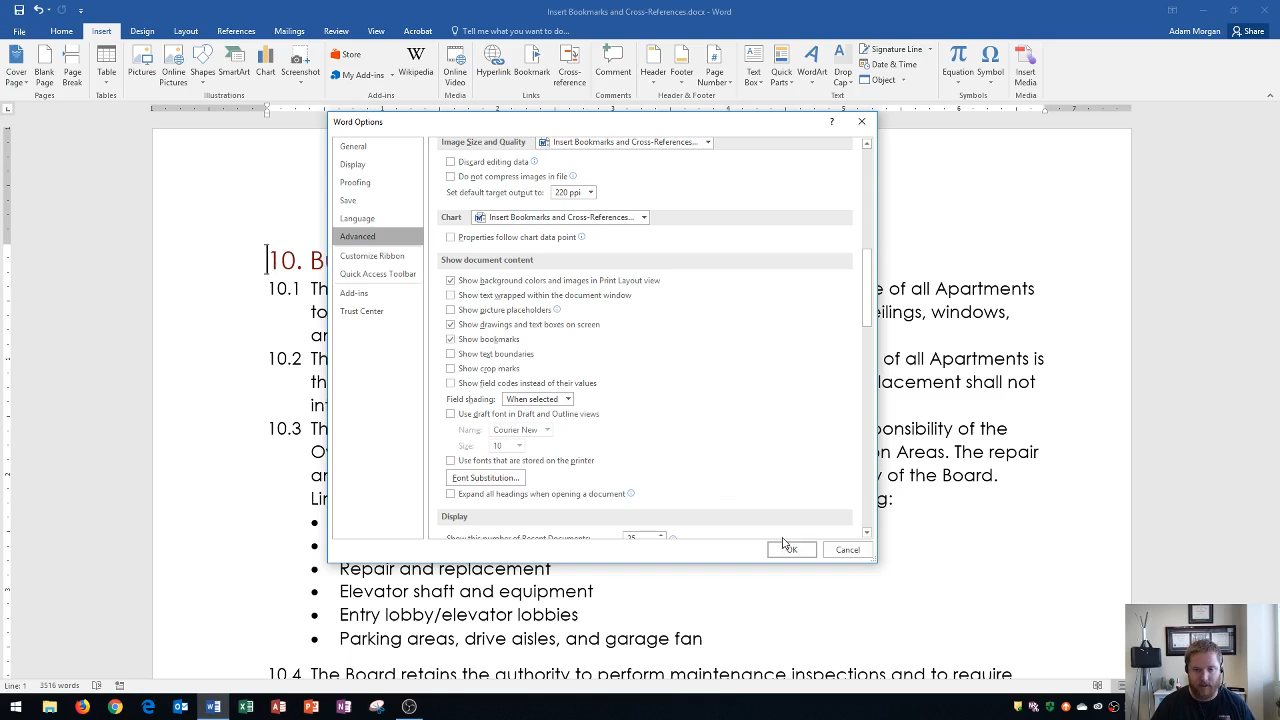 Insert Bookmarks and Cross-References.docx - Word
Adam Morgan
Share
File Home Insert Design Layout References Mailings Review View Acrobat Tell me what you want to do...
Cover Page
Blank Page
Page Break
Table
Pictures
Online Pictures
Shapes
SmartArt
Chart
Screenshot
Store
My Add-ins
Wikipedia
Online Video
Hyperlink
Bookmark
Cross-reference
Comment
Header
Footer
Page Number
Text Box
Quick Parts
WordArt
Drop Cap
Signature Line
Date & Time
Object
Equation
Symbol
Insert Media
Pages Tables Illustrations Add-ins Media Links Comments Header & Footer Text Symbols Media
Word Options
General
Display
Proofing
Save
Language
Advanced
Customize Ribbon
Quick Access Toolbar
Add-ins
Trust Center
Image Size and Quality Insert Bookmarks and Cross-References...
Discard editing data
Do not compress images in file
Set default target output to: 220 ppi
Chart Insert Bookmarks and Cross-References...
Properties follow chart data point
Show document content
Show background colors and images in Print Layout view
Show text wrapped within the document window
Show picture placeholders
Show drawings and text boxes on screen
Show bookmarks
Show text boundaries
Show crop marks
Show field codes instead of their values
Field shading: When selected
Use draft font in Draft and Outline views
Name: Courier New
Size: 10
Use fonts that are stored on the printer
Font Substitution...
Expand all headings when opening a document
Display
Show this number of Recent Documents: 25
OK Cancel
10. B
10.1 Th e of all Apartments
to eilings, windows,
an
10.2 Th of all Apartments is
th lacement shall not
in
10.3 Th ponsibility of the
O on Areas. The repair
an y of the Board.
Li g:
Repair and replacement
Elevator shaft and equipment
Entry lobby/elevator lobbies
Parking areas, drive aisles, and garage fan
10.4 The Board retains the authority to perform maintenance inspections and to require
Line: 1 3516 words